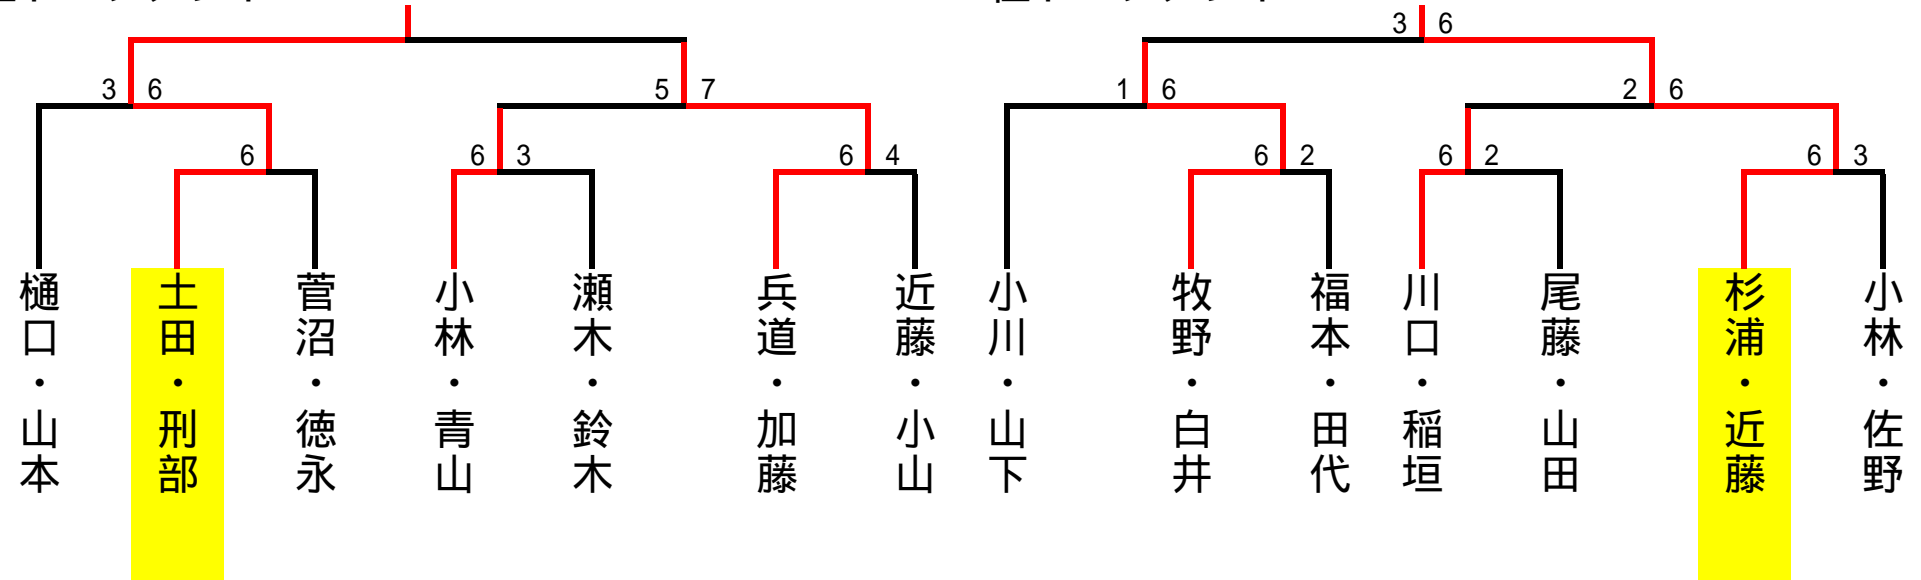 3 6
3 6
5 7
1 6
2 6
6
6 3
6 4
6 2
6 2
6 3
樋口・山本
土田・刑部
菅沼・徳永
小林・青山
瀬木・鈴木
兵道・加藤
近藤・小山
小川・山下
牧野・白井
福本・田代
川口・稲垣
尾藤・山田
杉浦・近藤
小林・佐野